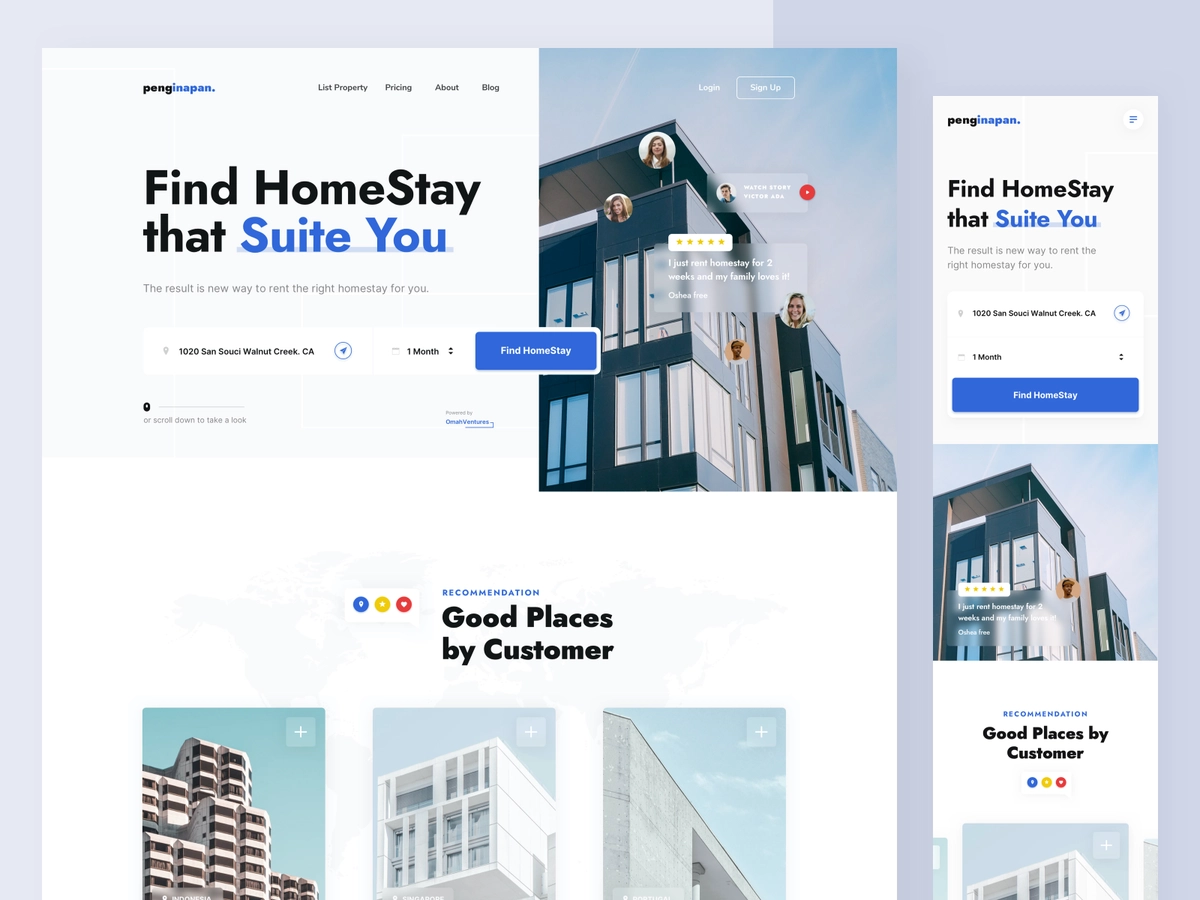 penginapan.
List Property
Pricing
About
Blog
Login
Sign Up
Find HomeStay
that Suite You
The result is new way to rent the right homestay for you.
1020 San Souci Walnut Creek. CA
1 Month
Find HomeStay
or scroll down to take a look
Powered by
OmahVentures
WATCH STORY
VICTOR ADA
I just rent homestay for 2
weeks and my family loves it!
Oshea free
RECOMMENDATION
Good Places
by Customer
INDONESIA
SINGAPORE
PORTUGAL
penginapan.
Find HomeStay
that Suite You
The result is new way to rent the
right homestay for you.
1020 San Souci Walnut Creek. CA
1 Month
Find HomeStay
I just rent homestay for 2
weeks and my family loves it!
Oshea free
RECOMMENDATION
Good Places by
Customer